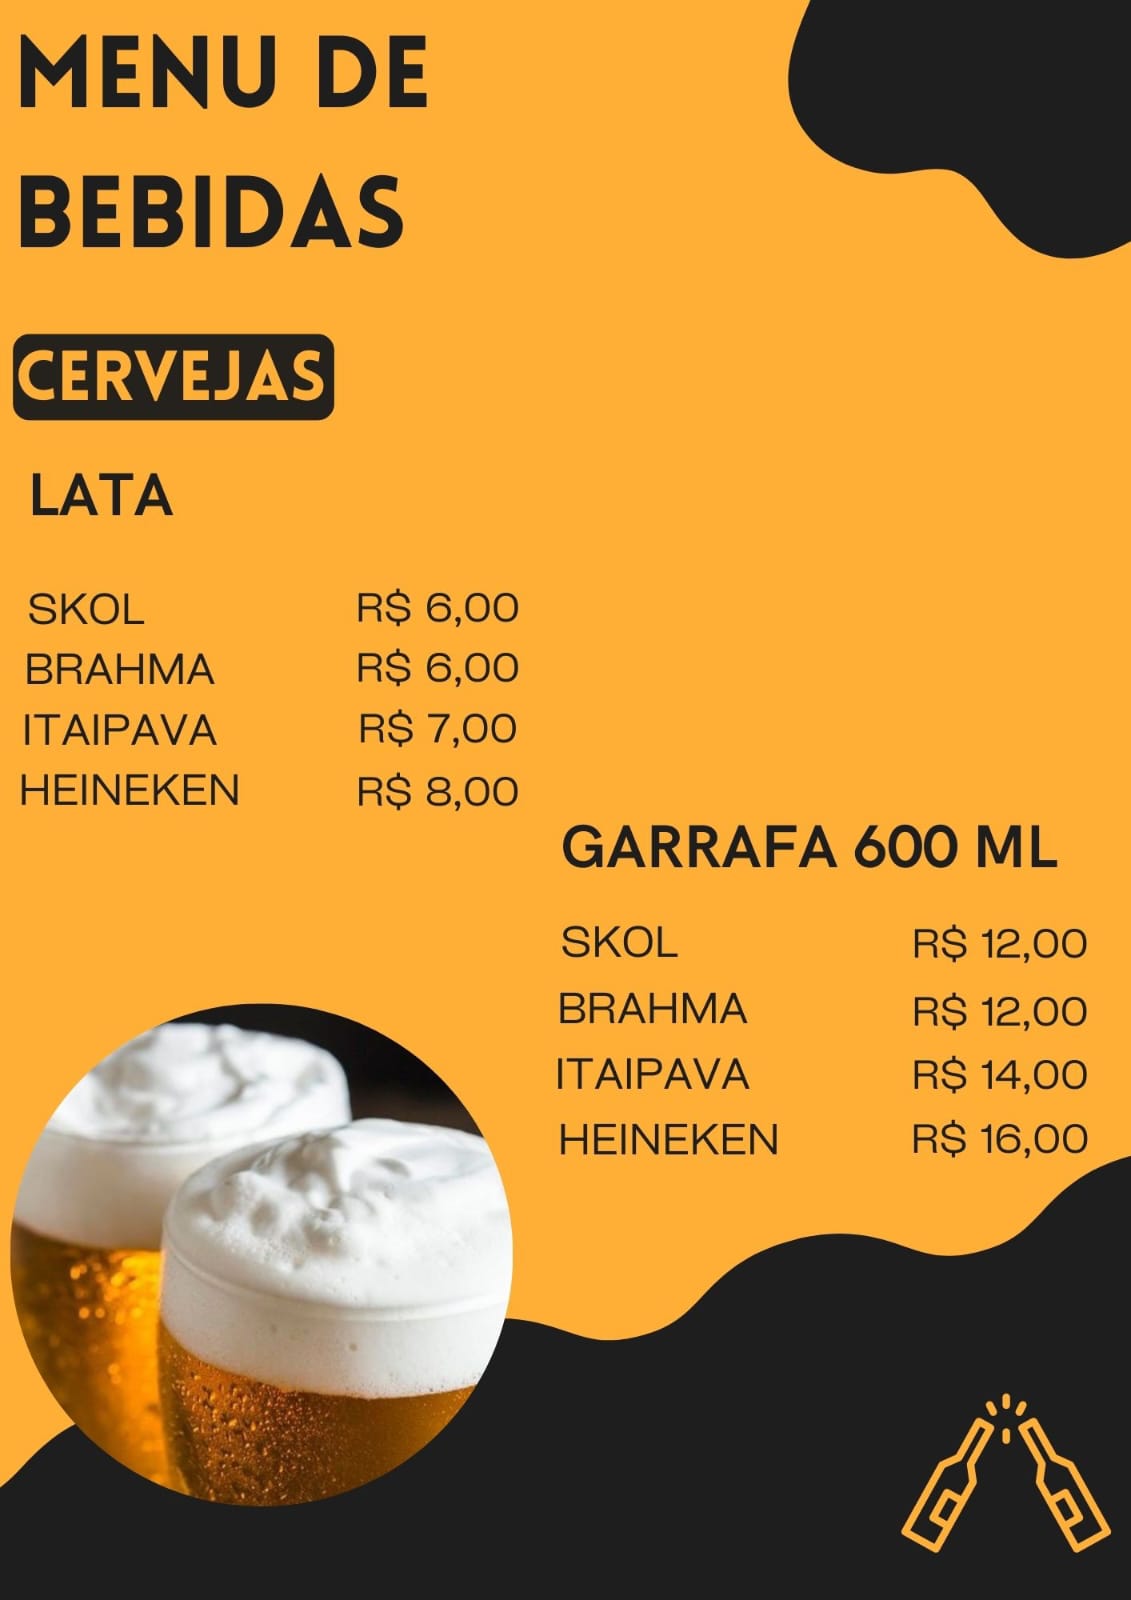 MENU DE
BEBIDAS
CERVEJAS
LATA
SKOL R$ 6,00
BRAHMA R$ 6,00
ITAIPAVA R$ 7,00
HEINEKEN R$ 8,00
GARRAFA 600 ML
SKOL R$ 12,00
BRAHMA R$ 12,00
ITAIPAVA R$ 14,00
HEINEKEN R$ 16,00